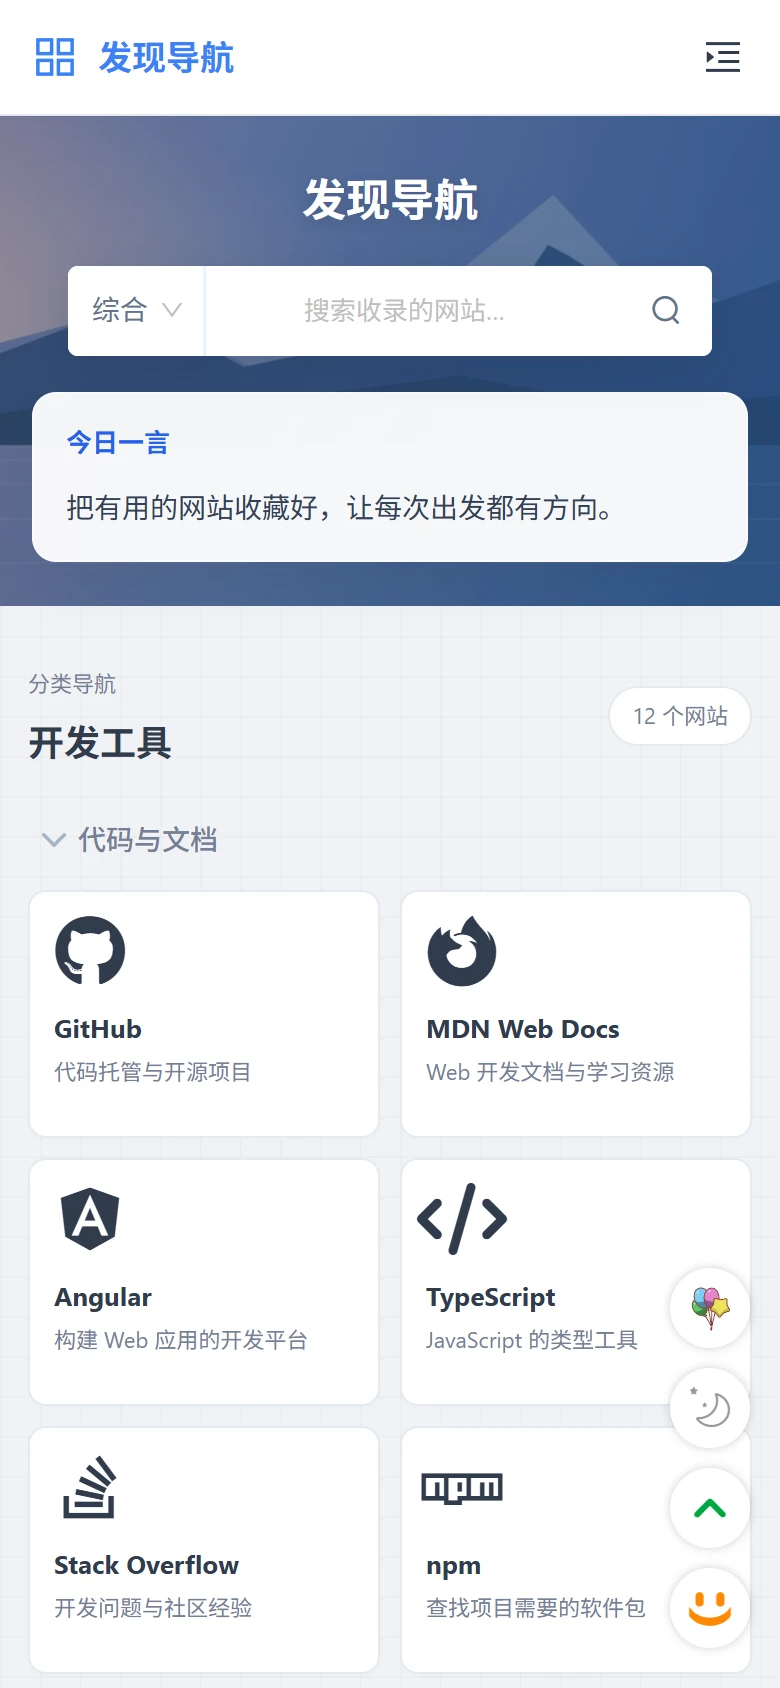 发现导航
发现导航
综合
搜索收录的网站...
今日一言
把有用的网站收藏好，让每次出发都有方向。
分类导航
12 个网站
开发工具
代码与文档
GitHub
代码托管与开源项目
MDN Web Docs
Web 开发文档与学习资源
Angular
构建 Web 应用的开发平台
TypeScript
JavaScript 的类型工具
Stack Overflow
开发问题与社区经验
npm
npm
查找项目需要的软件包